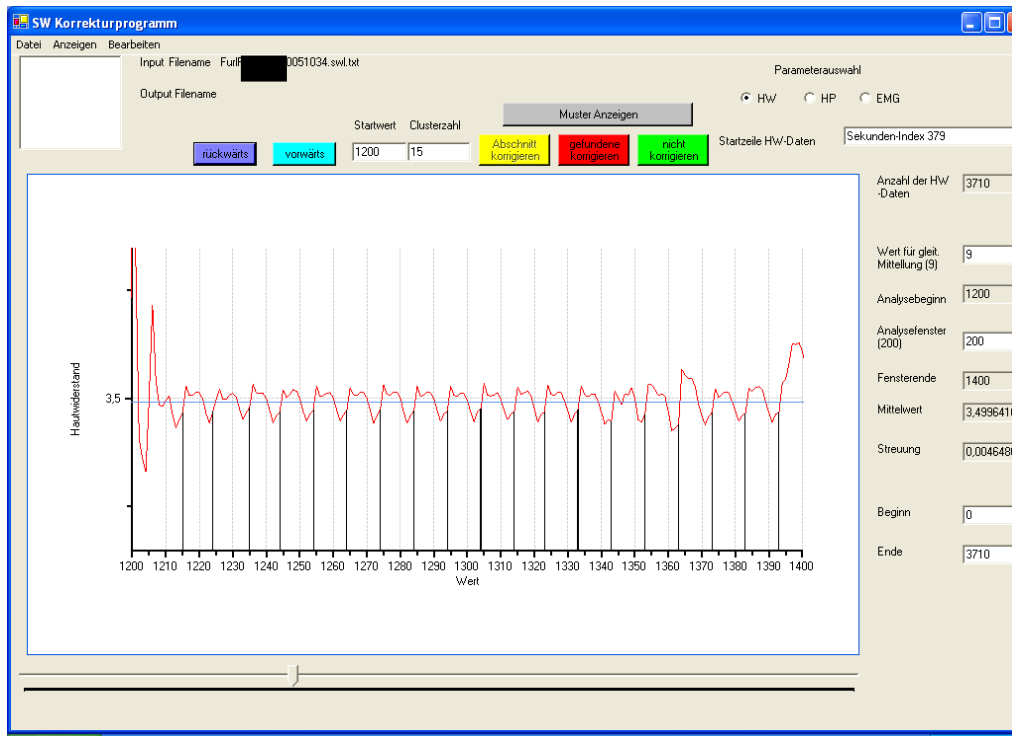 SW Korrekturprogramm
Datei Anzeigen Bearbeiten
Input Filename 0051034.swl.txt
Output Filename
Parameterauswahl
HW HP EMG
Muster Anzeigen
Startwert Clusterzahl
rückwärts
vorwärts
1200
15
Abschnitt
korrigieren
gefundene
korrigieren
nicht
korrigieren
Startzeile HW-Daten
Sekunden-Index 379
Anzahl der HW
-Daten
3710
Wert für gleit.
Mittellung (9)
9
Analysebeginn
1200
Analysefenster
(200)
200
Fensterende
1400
Mittelwert
3,4996410
Streuung
0,0046480
Beginn
0
Ende
3710
Hautwiderstand
3,5
1200 1210 1220 1230 1240 1250 1260 1270 1280 1290 1300 1310 1320 1330 1340 1350 1360 1370 1380 1390 1400
Wert